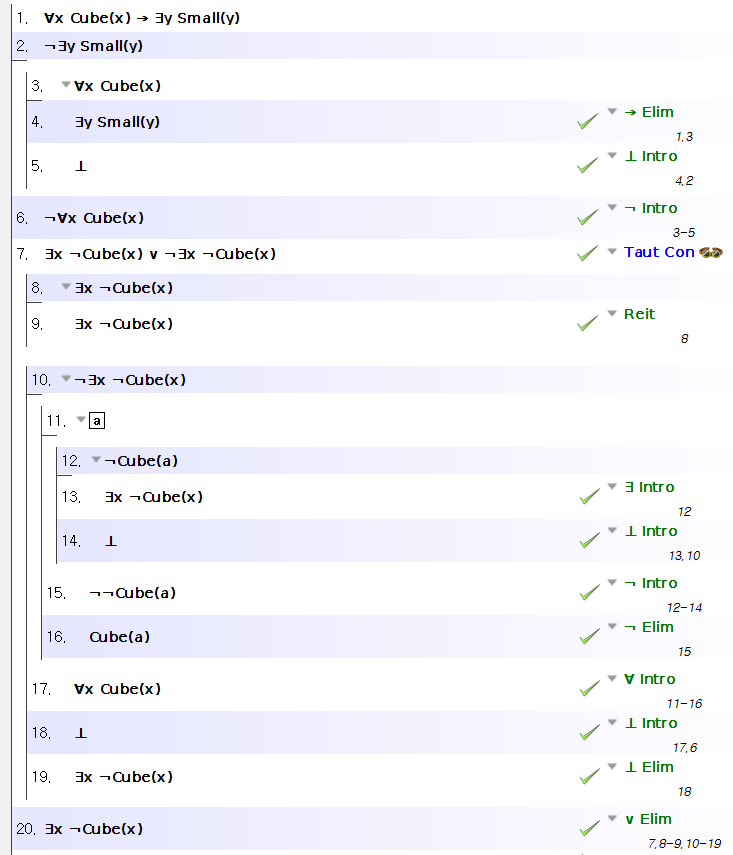 1. ∀x Cube(x) → ∃y Small(y)
2. ¬∃y Small(y)
3. ∀x Cube(x)
4. ∃y Small(y) → Elim
1,3
5. ⊥ ⊥ Intro
4,2
6. ¬∀x Cube(x) ¬ Intro
3-5
7. ∃x ¬Cube(x) ∨ ¬∃x ¬Cube(x) Taut Con
8. ∃x ¬Cube(x)
9. ∃x ¬Cube(x) Reit
8
10. ¬∃x ¬Cube(x)
11. a
12. ¬Cube(a)
13. ∃x ¬Cube(x) ∃ Intro
12
14. ⊥ ⊥ Intro
13,10
15. ¬¬Cube(a) ¬ Intro
12-14
16. Cube(a) ¬ Elim
15
17. ∀x Cube(x) ∀ Intro
11-16
18. ⊥ ⊥ Intro
17,6
19. ∃x ¬Cube(x) ⊥ Elim
18
20. ∃x ¬Cube(x) ∨ Elim
7,8-9,10-19